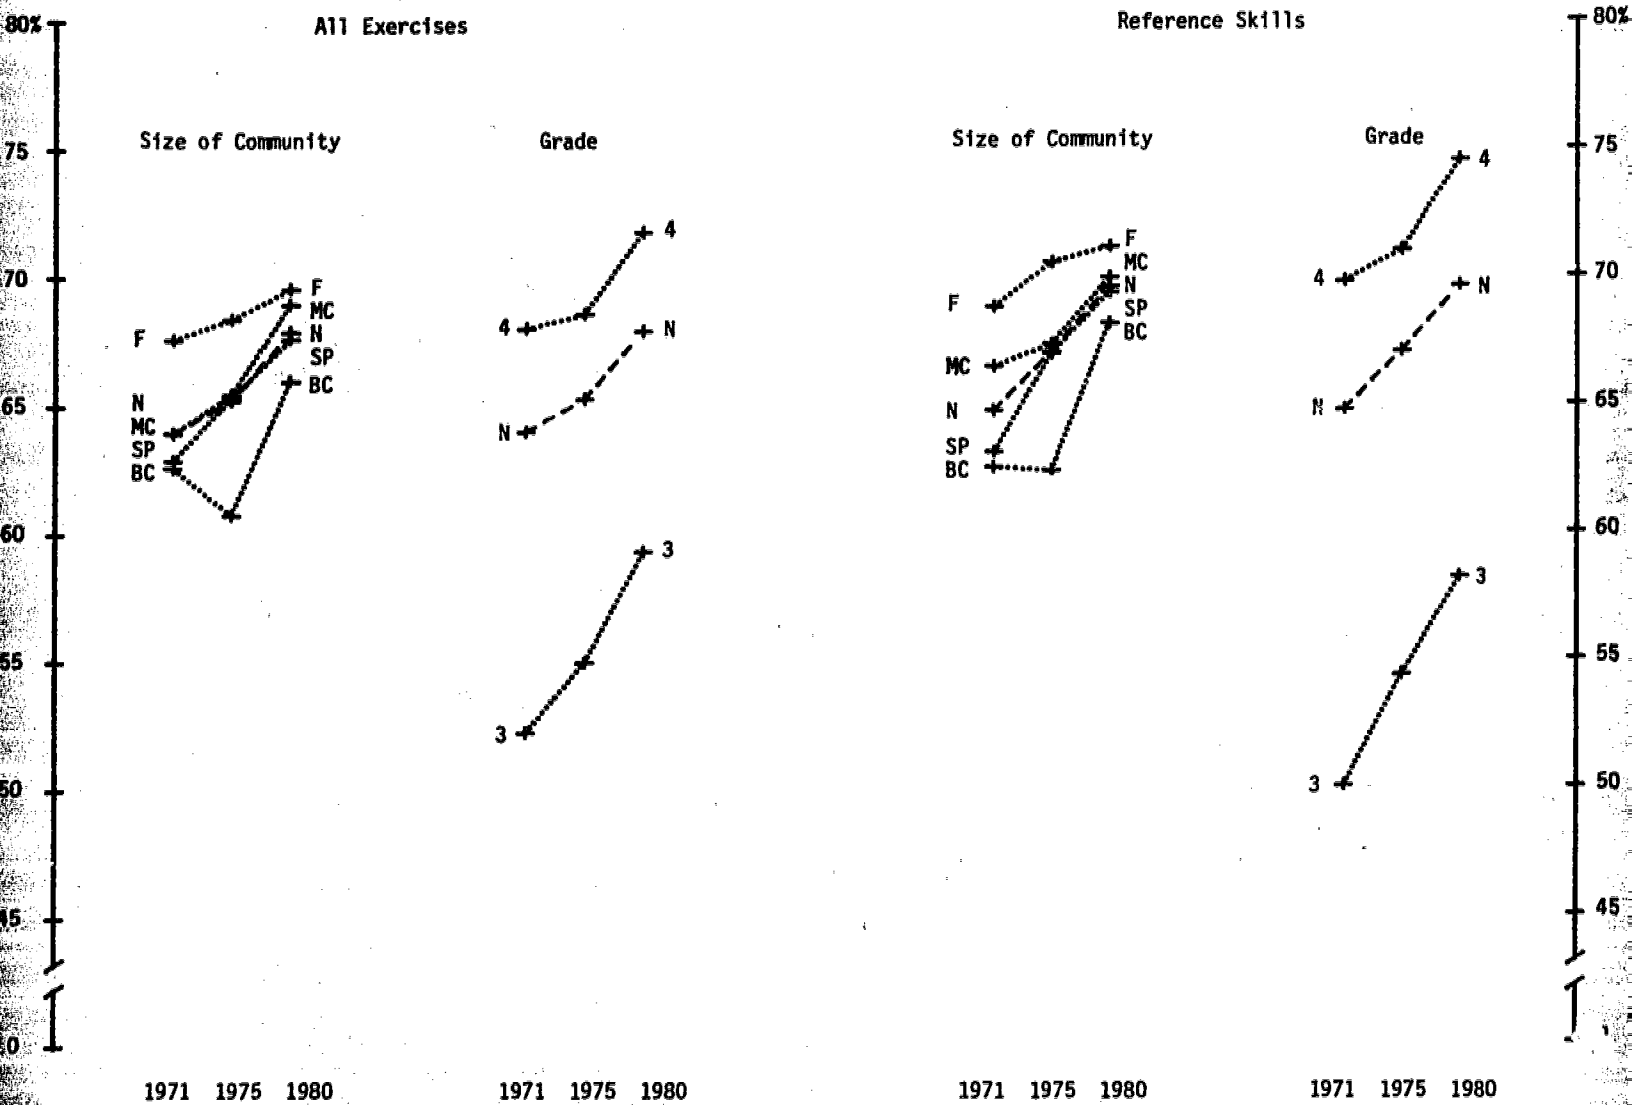 All Exercises
Reference Skills
80%
75
70
65
60
55
50
45
0
Size of Community
F
N
MC
SP
BC
F
MC
N
SP
BC
1971 1975 1980
Grade
4
N
3
4
N
3
1971 1975 1980
Size of Community
F
MC
N
SP
BC
F
MC
N
SP
BC
1971 1975 1980
Grade
4
N
3
4
N
3
1971 1975 1980
80%
75
70
65
60
55
50
45